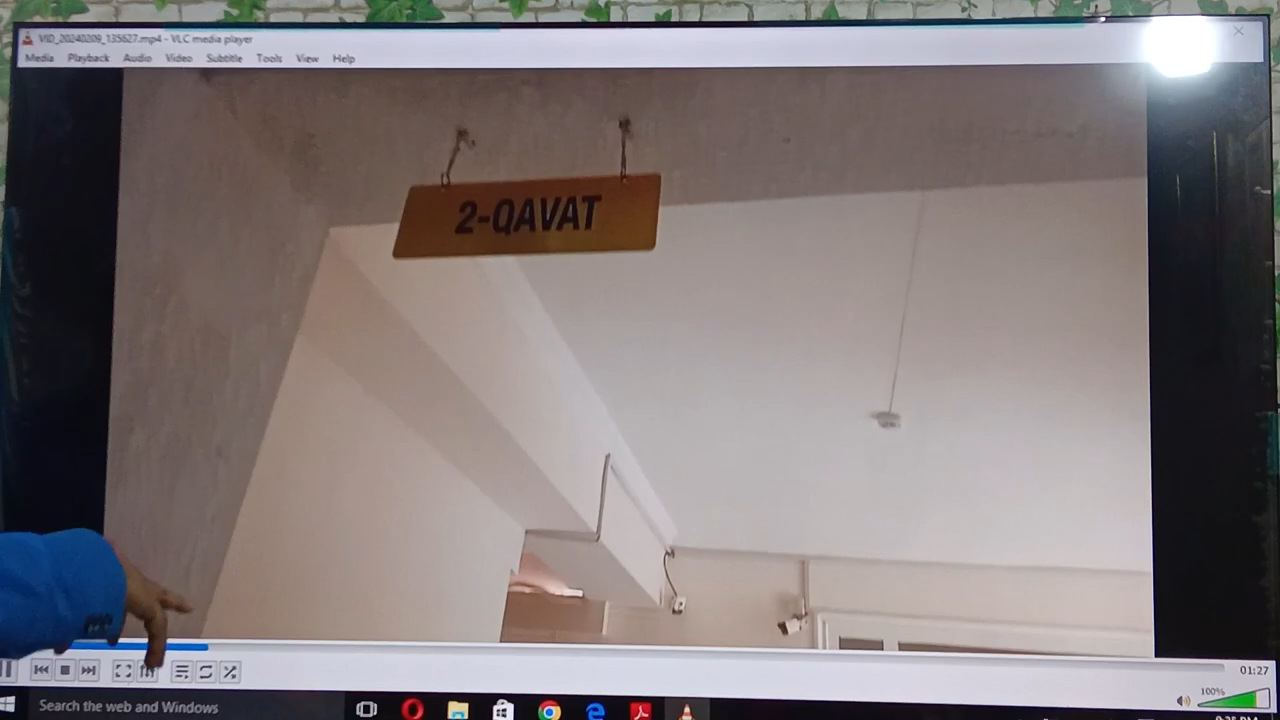 VID_20240209_135627.mp4 - VLC media player
Media Playback Audio Video Subtitle Tools View Help
2-QAVAT
01:27
100%
Search the web and Windows